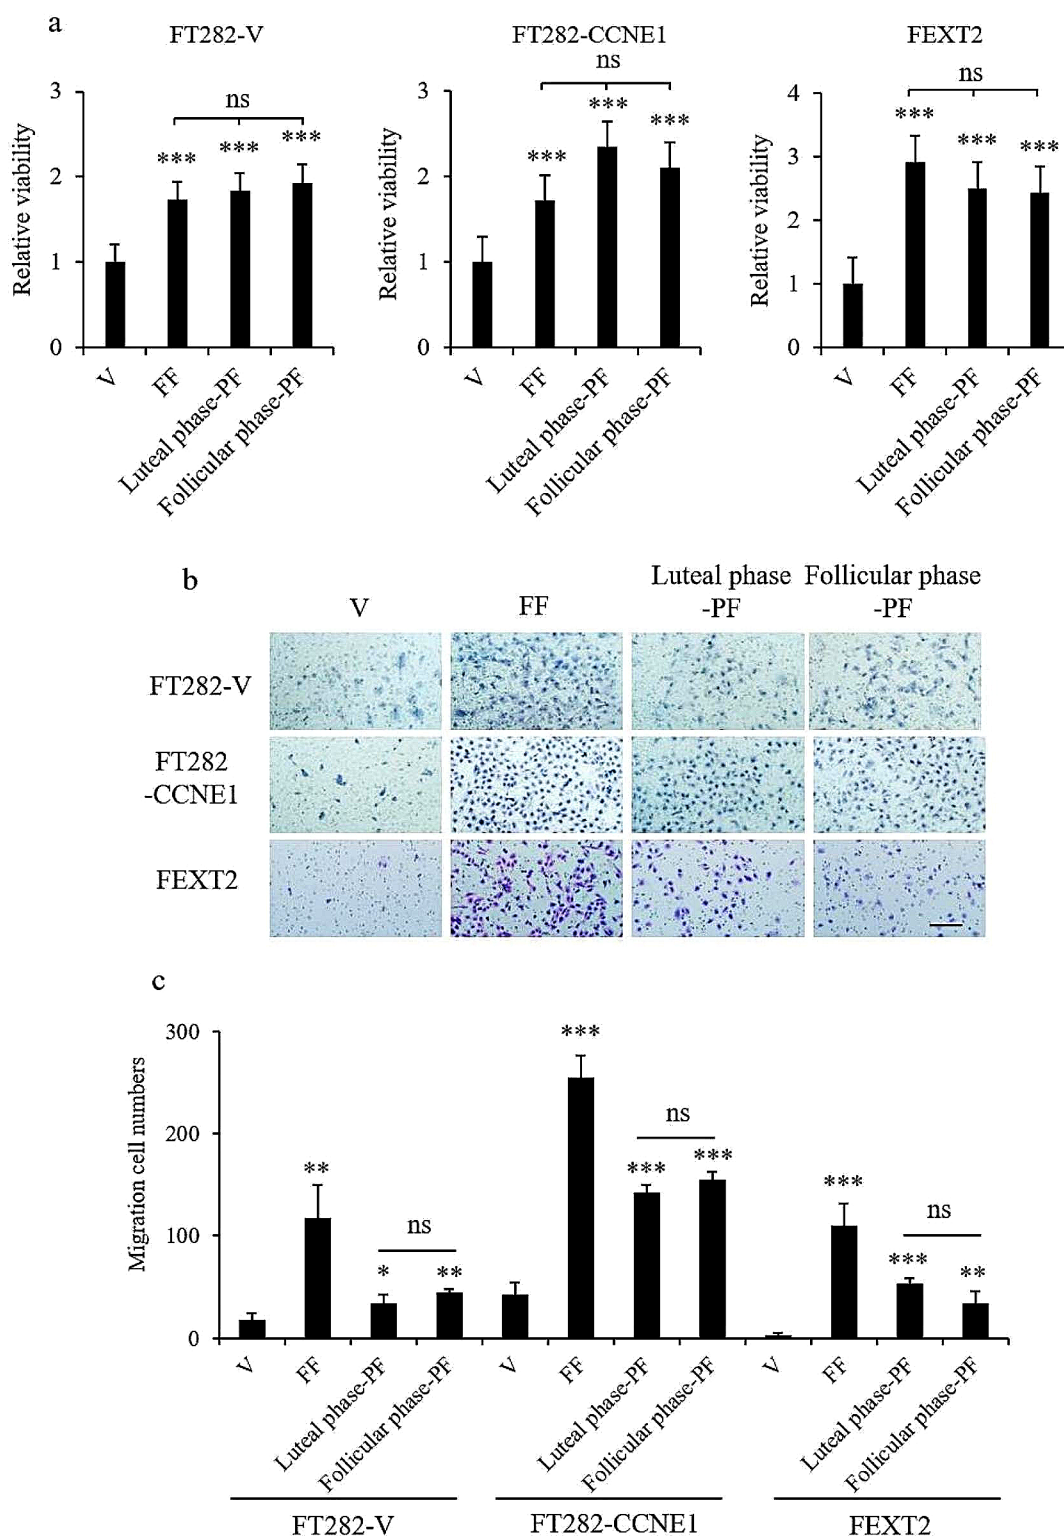 a
FT282-V
FT282-CCNE1
FEXT2
ns
ns
ns
***
***
***
***
***
***
***
***
***
Relative viability
Relative viability
Relative viability
3
2
1
0
3
2
1
0
4
3
2
1
0
V
FF
Luteal phase-PF
Follicular phase-PF
V
FF
Luteal phase-PF
Follicular phase-PF
V
FF
Luteal phase-PF
Follicular phase-PF
b
V
FF
Luteal phase
-PF
Follicular phase
-PF
FT282-V
FT282
-CCNE1
FEXT2
c
Migration cell numbers
300
200
100
0
**
*
**
ns
***
***
***
ns
***
***
**
ns
V
FF
Luteal phase-PF
Follicular phase-PF
V
FF
Luteal phase-PF
Follicular phase-PF
V
FF
Luteal phase-PF
Follicular phase-PF
FT282-V
FT282-CCNE1
FEXT2